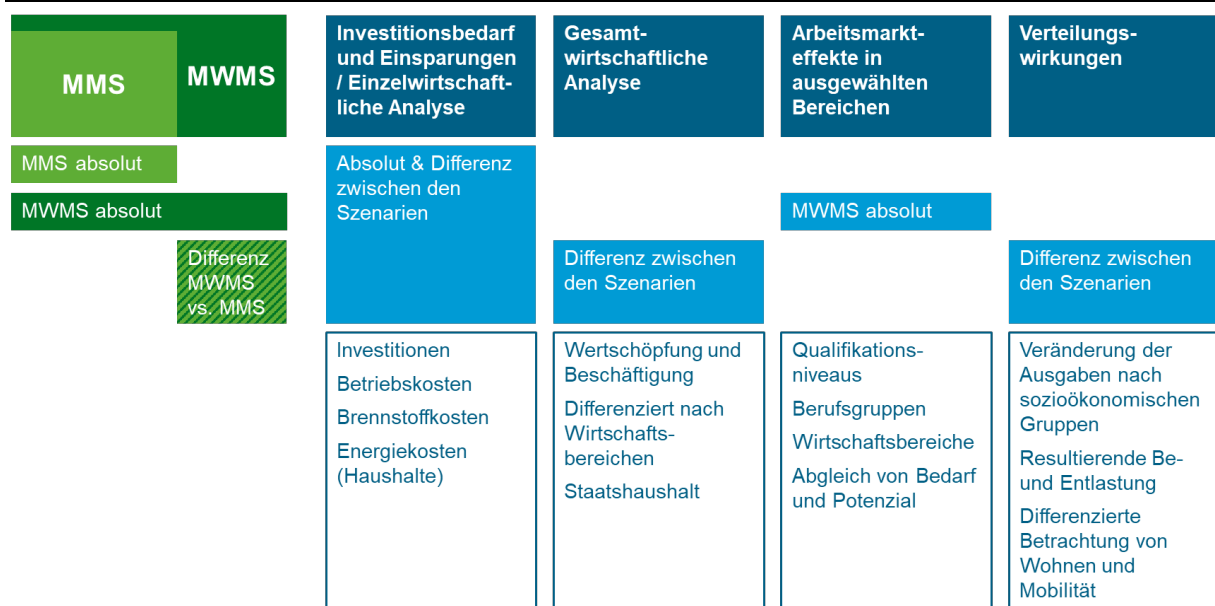 MMS
MWMS
MMS absolut
MWMS absolut
Differenz
MWMS
vs. MMS
Investitionsbedarf
und Einsparungen
/ Einzelwirtschaft-
liche Analyse
Absolut & Differenz
zwischen den
Szenarien
Investitionen
Betriebskosten
Brennstoffkosten
Energiekosten
(Haushalte)
Gesamt-
wirtschaftliche
Analyse
Differenz zwischen
den Szenarien
Wertschöpfung und
Beschäftigung
Differenziert nach
Wirtschafts-
bereichen
Staatshaushalt
Arbeitsmarkt-
effekte in
ausgewählten
Bereichen
MWMS absolut
Qualifikations-
niveaus
Berufsgruppen
Wirtschaftsbereiche
Abgleich von Bedarf
und Potenzial
Verteilungs-
wirkungen
Differenz zwischen
den Szenarien
Veränderung der
Ausgaben nach
sozioökonomischen
Gruppen
Resultierende Be-
und Entlastung
Differenzierte
Betrachtung von
Wohnen und
Mobilität